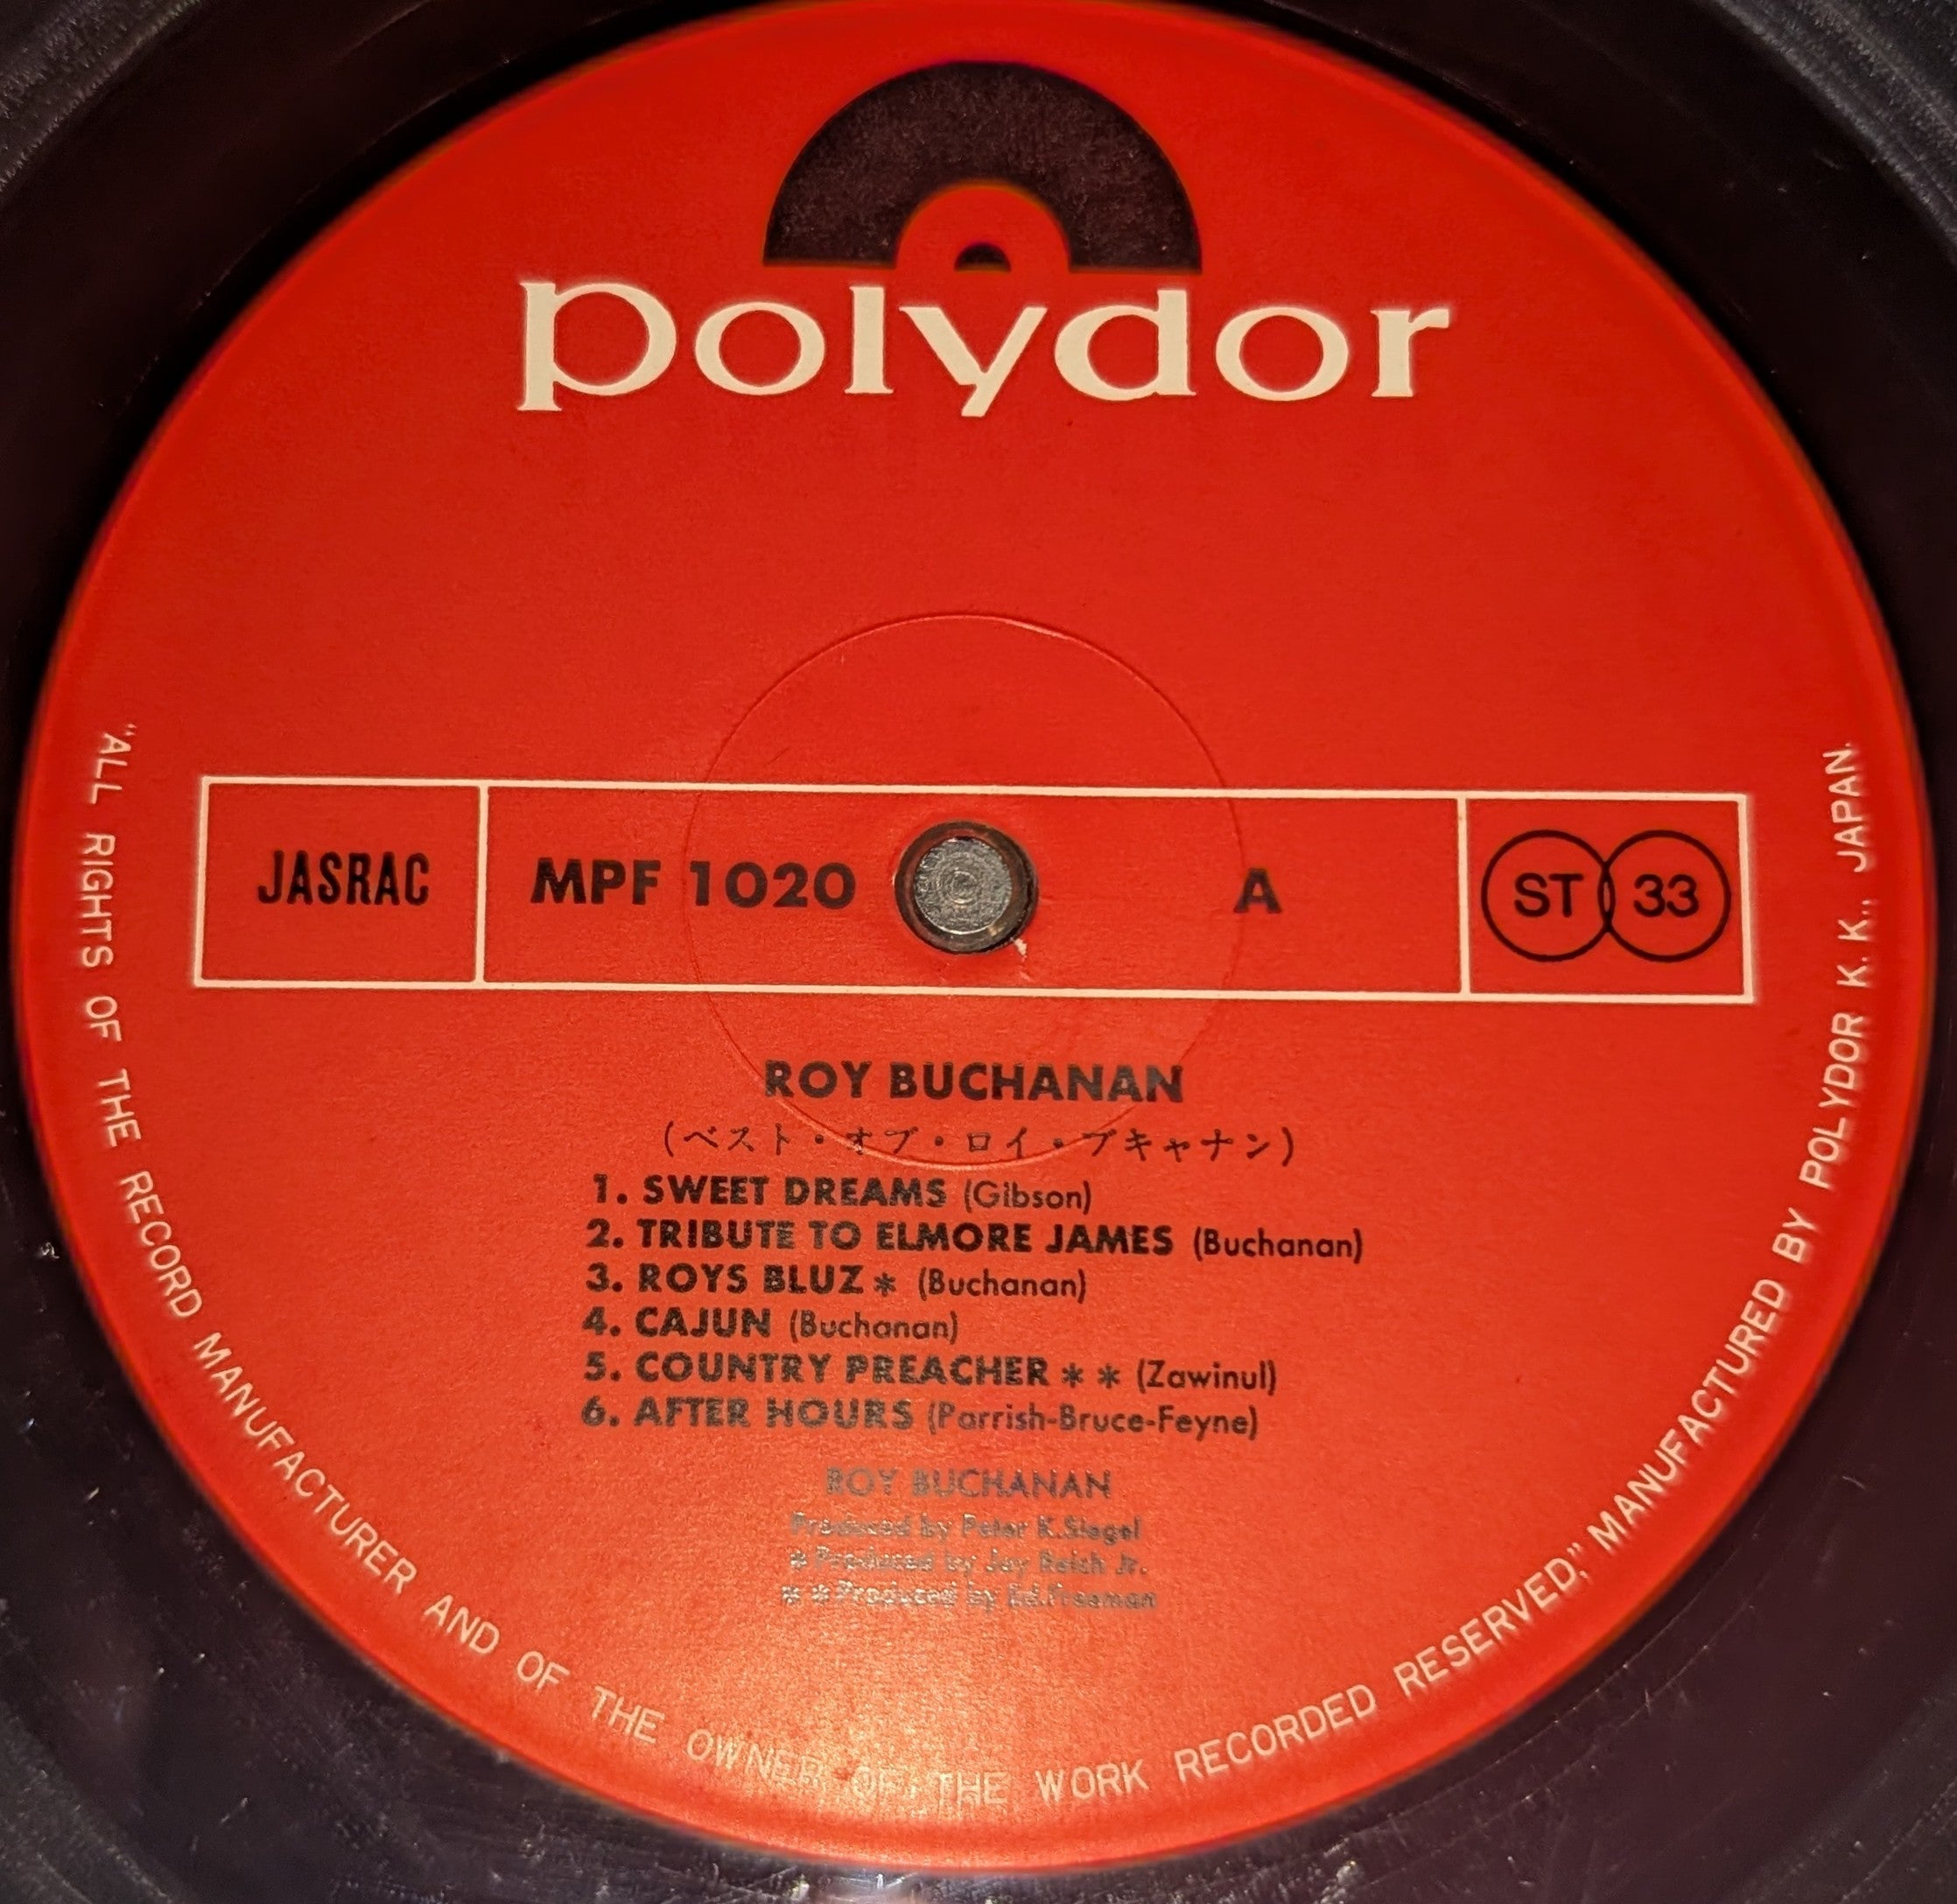 polydor
JASRAC MPF 1020 A ST 33
ROY BUCHANAN
(ベスト・オブ・ロイ・ブキャナン)
1. SWEET DREAMS (Gibson)
2. TRIBUTE TO ELMORE JAMES (Buchanan)
3. ROYS BLUZ * (Buchanan)
4. CAJUN (Buchanan)
5. COUNTRY PREACHER * * (Zawinul)
6. AFTER HOURS (Parrish-Bruce-Feyne)
ROY BUCHANAN
Produced by Peter K.Siegel
* Produced by Jay Reich Jr.
* * Produced by Ed.Freeman
"ALL RIGHTS OF THE RECORD MANUFACTURER AND OF THE OWNER OF THE WORK RECORDED RESERVED," MANUFACTURED BY POLYDOR K. K., JAPAN.